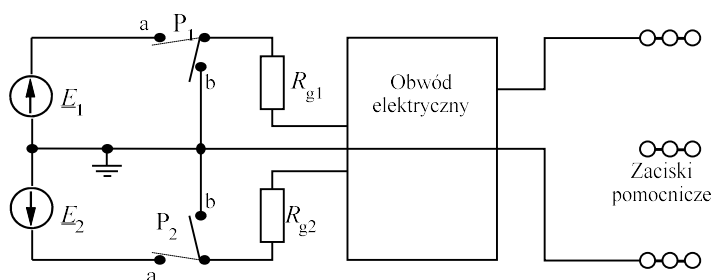 a
P1
b
E1
Rg1
Obwód
elektryczny
Zaciski
pomocnicze
b
P2
E2
Rg2
a